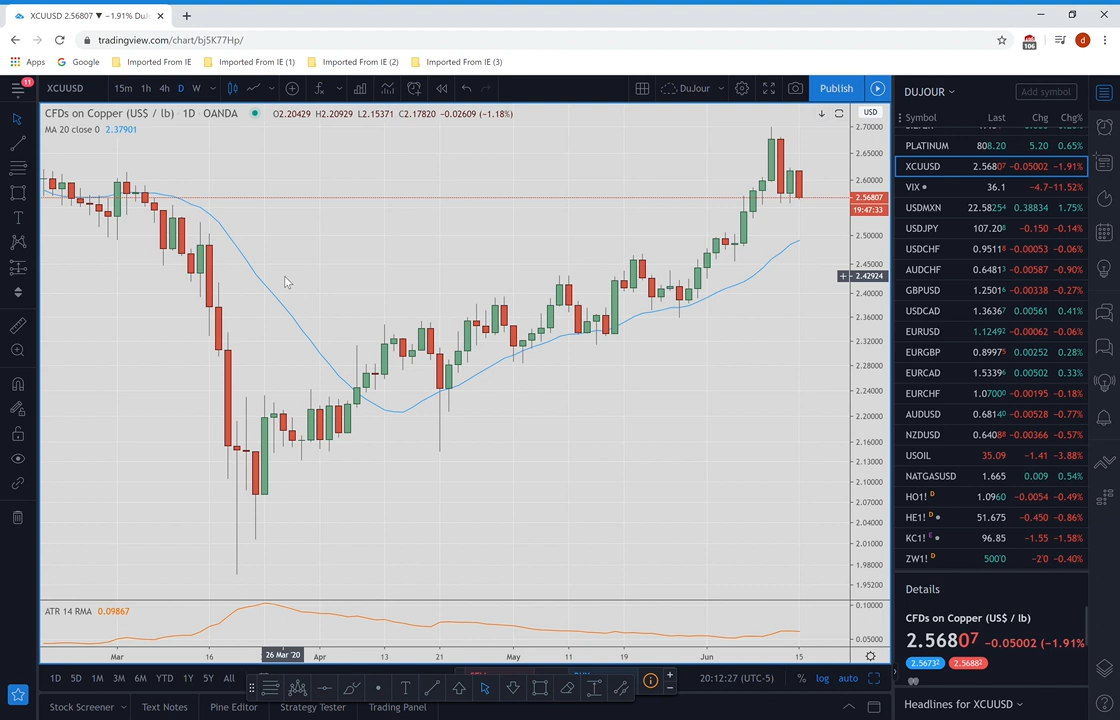 XCUUSD 2.56807 ▼ −1.91% DuJo
tradingview.com/chart/bj5K77Hp/
106
d
Apps Google Imported From IE Imported From IE (1) Imported From IE (2) Imported From IE (3)
11
XCUUSD 15m 1h 4h D W
DuJour
Publish
CFDs on Copper (US$ / lb) 1D OANDA O2.20429 H2.20929 L2.15371 C2.17820 −0.02609 (−1.18%)
MA 20 close 0 2.37901
USD
2.70000
2.65000
2.60000
2.56807
19:47:33
2.50000
2.45000
2.42924
2.40000
2.36000
2.32000
2.28000
2.24000
2.20000
2.16000
2.13000
2.10000
2.07000
2.04000
2.01000
1.98000
1.95200
ATR 14 RMA 0.09867
0.10000
0.05000
Mar 16 26 Mar '20 Apr 13 21 May 11 19 Jun 15
1D 5D 1M 3M 6M YTD 1Y 5Y All
20:12:27 (UTC-5) % log auto
Stock Screener Text Notes Pine Editor Strategy Tester Trading Panel
DUJOUR Add symbol
Symbol Last Chg Chg%
PLATINUM 808.20 5.20 0.65%
XCUUSD 2.56807 −0.05002 −1.91%
VIX 36.1 −4.7 −11.52%
USDMXN 22.58254 0.38834 1.75%
USDJPY 107.208 −0.150 −0.14%
USDCHF 0.95118 −0.00053 −0.06%
AUDCHF 0.64813 −0.00587 −0.90%
GBPUSD 1.25016 −0.00338 −0.27%
USDCAD 1.36367 0.00561 0.41%
EURUSD 1.12492 −0.00062 −0.06%
EURGBP 0.89975 0.00252 0.28%
EURCAD 1.53396 0.00502 0.33%
EURCHF 1.07000 −0.00195 −0.18%
AUDUSD 0.68140 −0.00528 −0.77%
NZDUSD 0.64088 −0.00366 −0.57%
USOIL 35.09 −1.41 −3.88%
NATGASUSD 1.665 0.009 0.54%
HO1! D 1.0960 −0.0054 −0.49%
HE1! D 51.675 −0.450 −0.86%
KC1! E 96.85 −1.55 −1.58%
ZW1! D 500'0 −2'0 −0.40%
Details
CFDs on Copper (US$ / lb)
2.56807 −0.05002 (−1.91%
2.5673² 2.5688²
Headlines for XCUUSD